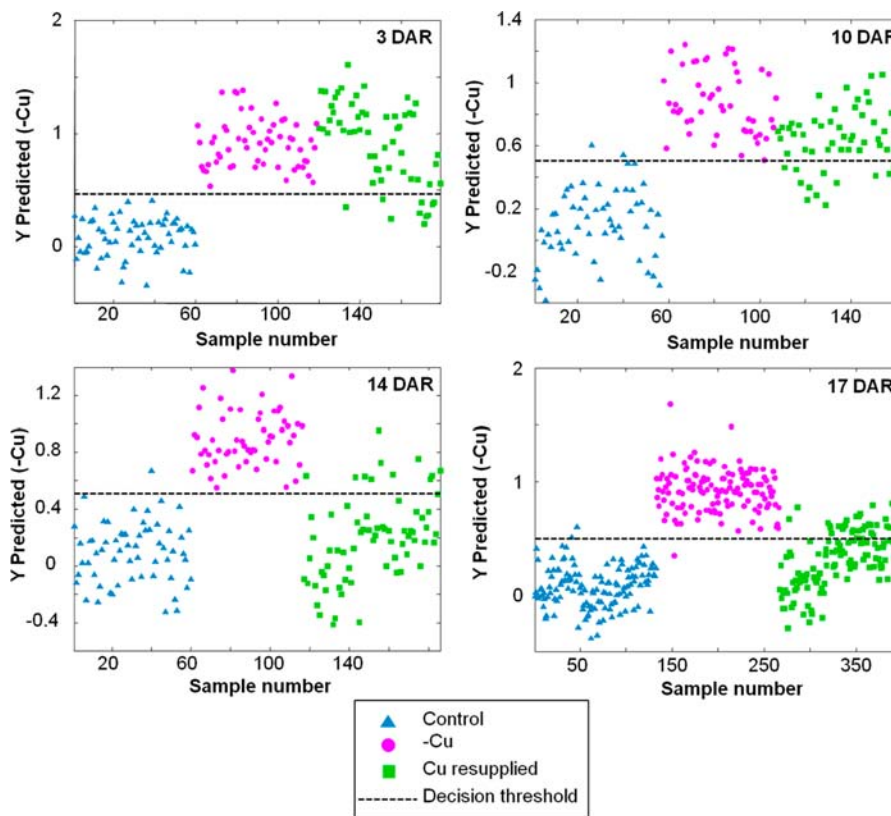 2
3 DAR
1
0
Y Predicted (-Cu)
20
60
100
140
Sample number
1.4
10 DAR
1
0.6
0.2
-0.2
Y Predicted (-Cu)
20
60
100
140
Sample number
1.2
14 DAR
0.8
0.4
0
-0.4
Y Predicted (-Cu)
20
60
100
140
Sample number
2
17 DAR
1
0
Y Predicted (-Cu)
50
150
250
350
Sample number
Control
-Cu
Cu resupplied
Decision threshold